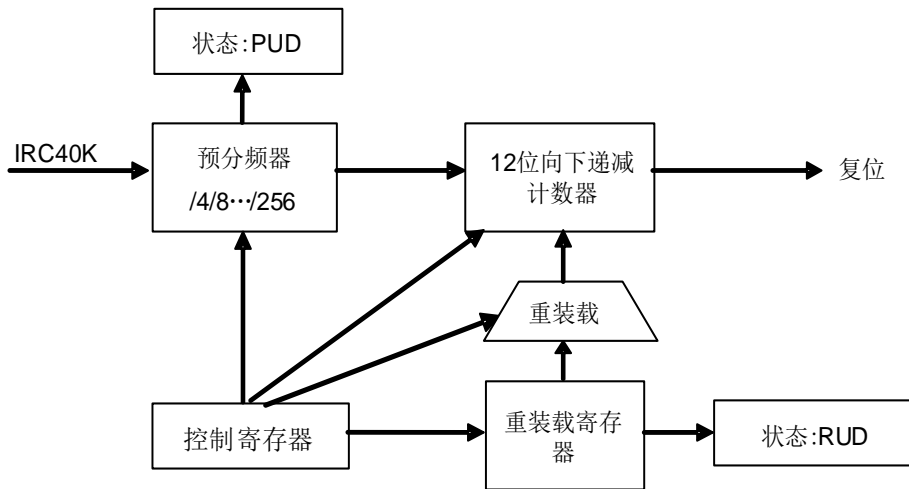 状态:PUD
IRC40K
预分频器
/4/8…/256
12位向下递减
计数器
复位
重装载
控制寄存器
重装载寄存
器
状态:RUD